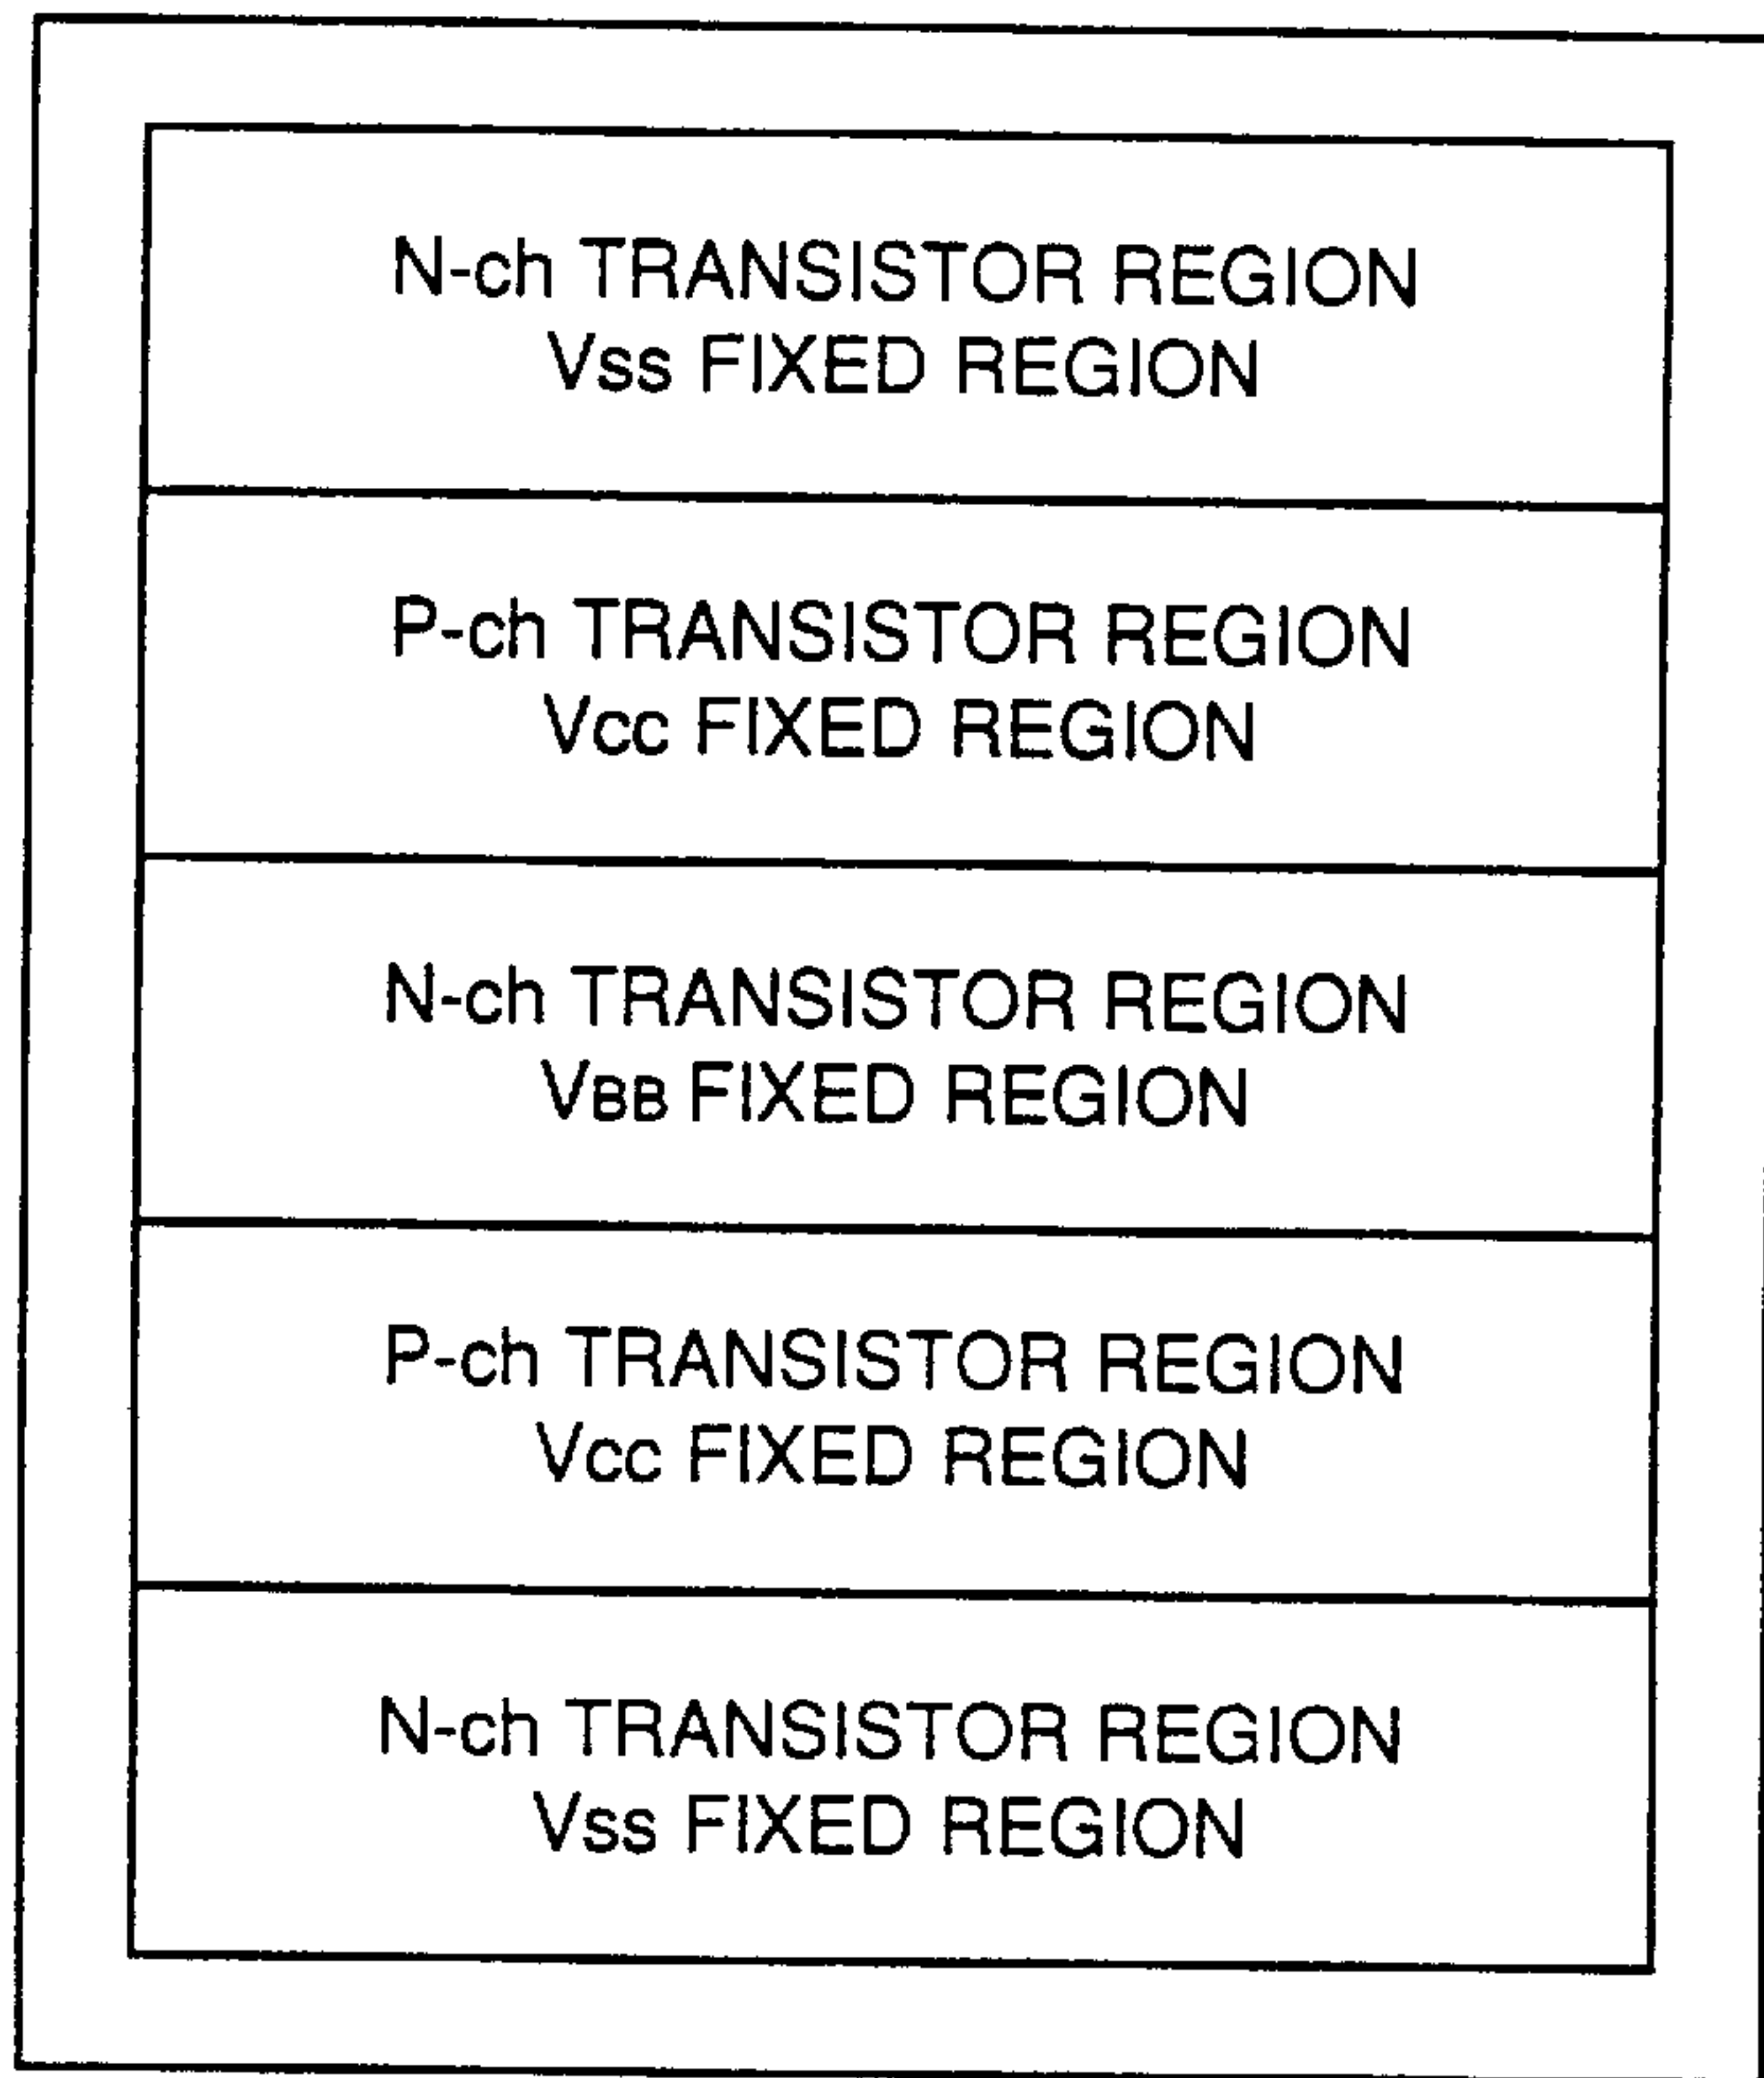 N-ch TRANSISTOR REGION
Vss FIXED REGION
P-ch TRANSISTOR REGION
Vcc FIXED REGION
N-ch TRANSISTOR REGION
VBB FIXED REGION
P-ch TRANSISTOR REGION
Vcc FIXED REGION
N-ch TRANSISTOR REGION
Vss FIXED REGION